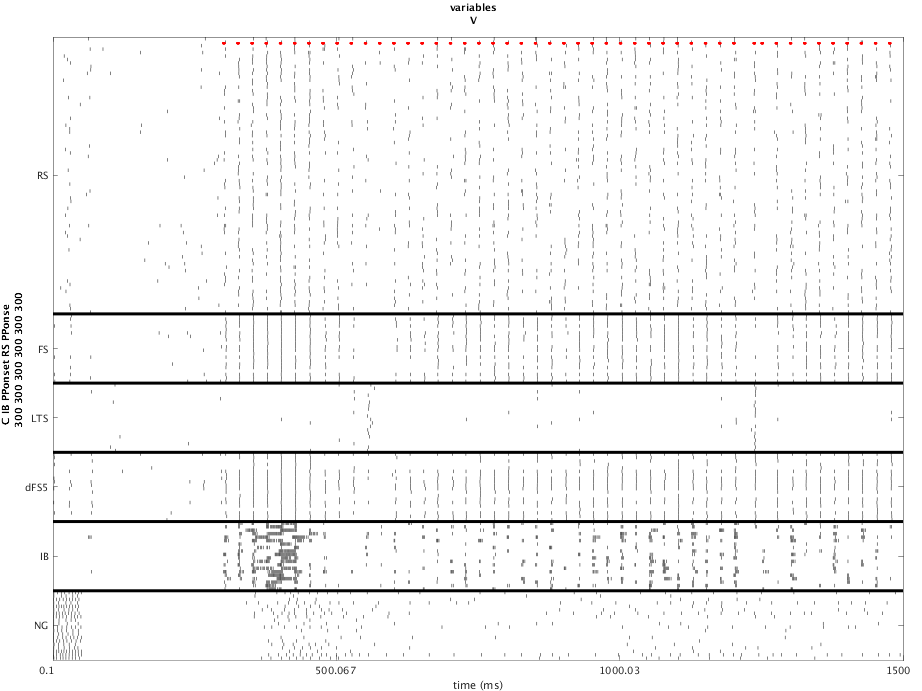 variables
V
C IB PPonset RS PPonse
300 300 300 300 300 300
RS
FS
LTS
dFS5
IB
NG
0.1
500.067
1000.03
1500
time (ms)